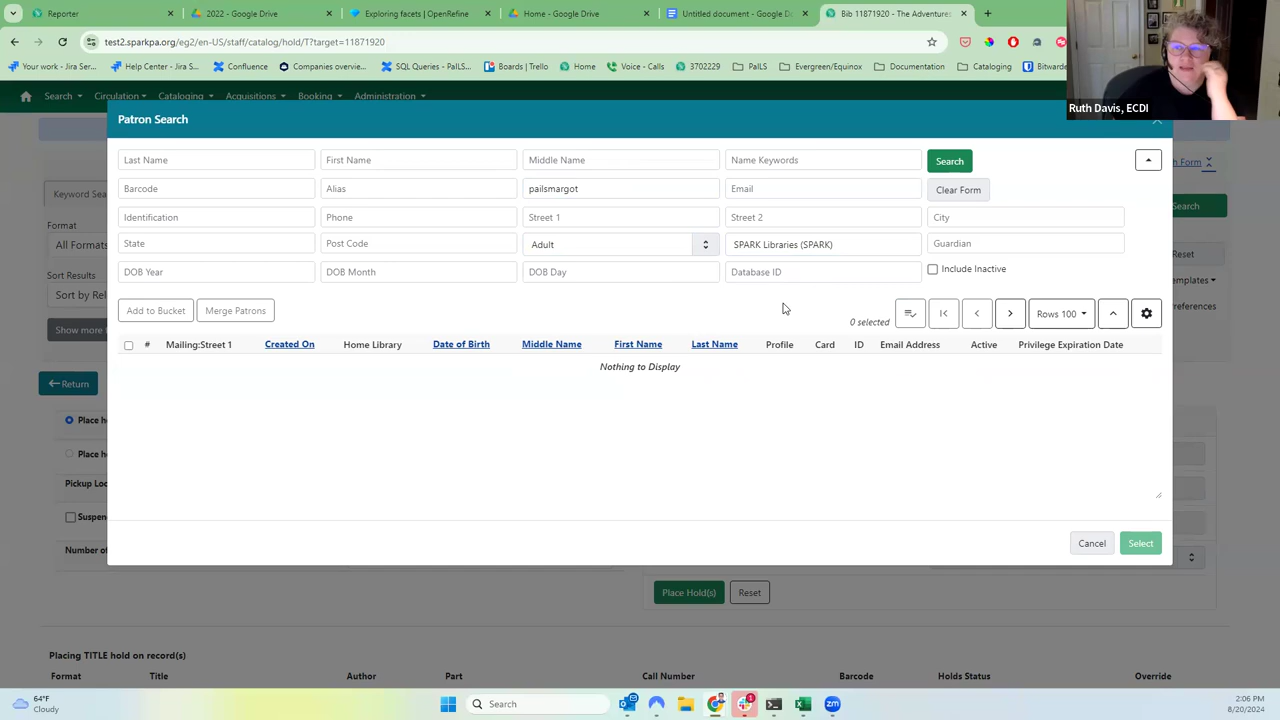 Reporter
2022 - Google Drive
Exploring facets | OpenRefine
Home - Google Drive
Untitled document - Google D
Bib 11871920 - The Adventures
test2.sparkpa.org/eg2/en-US/staff/catalog/hold/T?target=11871920
Your work - Jira Se...
Help Center - Jira S...
Confluence
Companies overvie...
SQL Queries - PaILS...
Boards | Trello
Home
Voice - Calls
3702229
PaILS
Evergreen/Equinox
Documentation
Cataloging
Bitwarde
Ruth Davis, ECDI
Search
Circulation
Cataloging
Acquisitions
Booking
Administration
Patron Search
Last Name
First Name
Middle Name
Name Keywords
Search
Barcode
Alias
pailsmargot
Email
Clear Form
Identification
Phone
Street 1
Street 2
City
State
Post Code
Adult
SPARK Libraries (SPARK)
Guardian
DOB Year
DOB Month
DOB Day
Database ID
Include Inactive
Add to Bucket
Merge Patrons
0 selected
Rows 100
# Mailing:Street 1 Created On Home Library Date of Birth Middle Name First Name Last Name Profile Card ID Email Address Active Privilege Expiration Date
Nothing to Display
Cancel
Select
Keyword Sear
Form
Search
Format
All Formats
Reset
Sort Results
mplates
Sort by Rel
references
Show more
Return
Place h
Place h
Pickup Loc
Suspen
Number of
Place Hold(s)
Reset
Placing TITLE hold on record(s)
Format Title Author Part Call Number Barcode Holds Status Override
64°F
Cloudy
Search
1
2:06 PM
8/20/2024